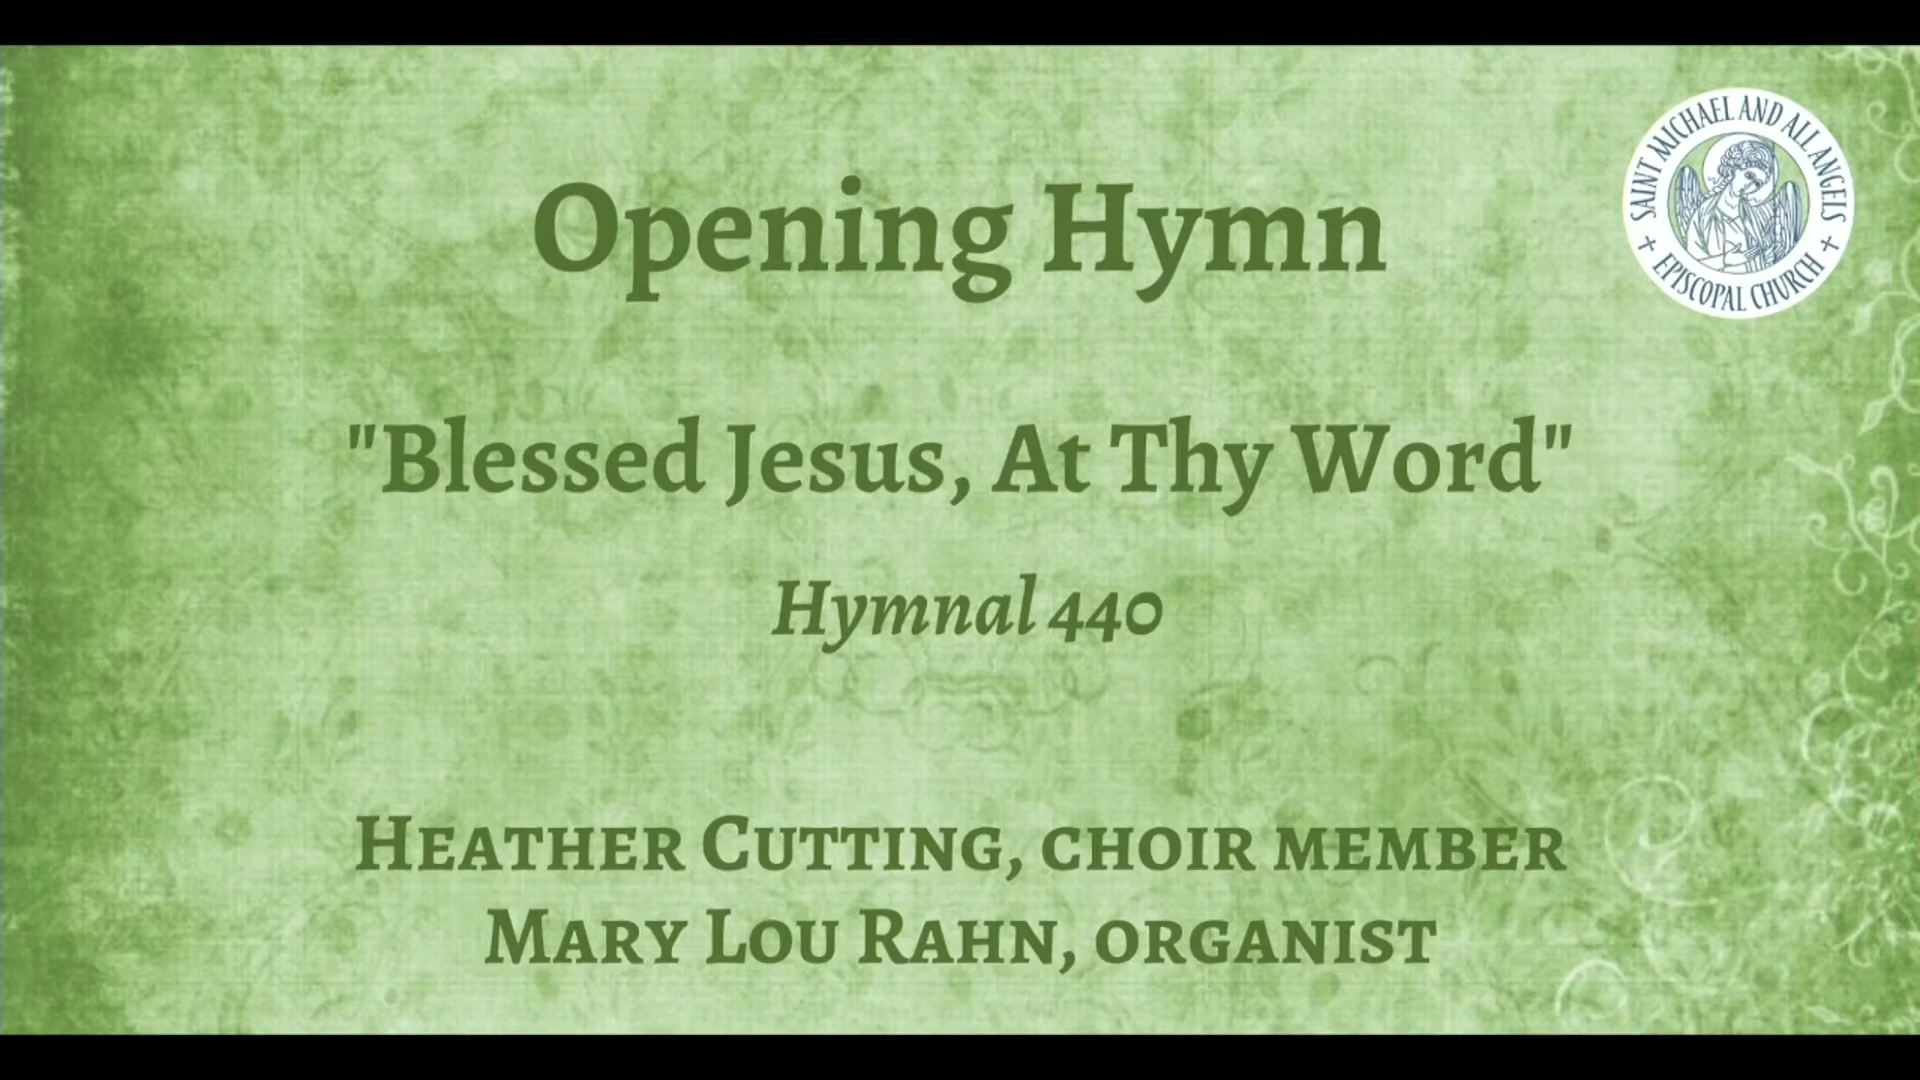 Opening Hymn
SAINT MICHAEL AND ALL ANGELS
EPISCOPAL CHURCH
"Blessed Jesus, At Thy Word"
Hymnal 440
HEATHER CUTTING, CHOIR MEMBER
MARY LOU RAHN, ORGANIST